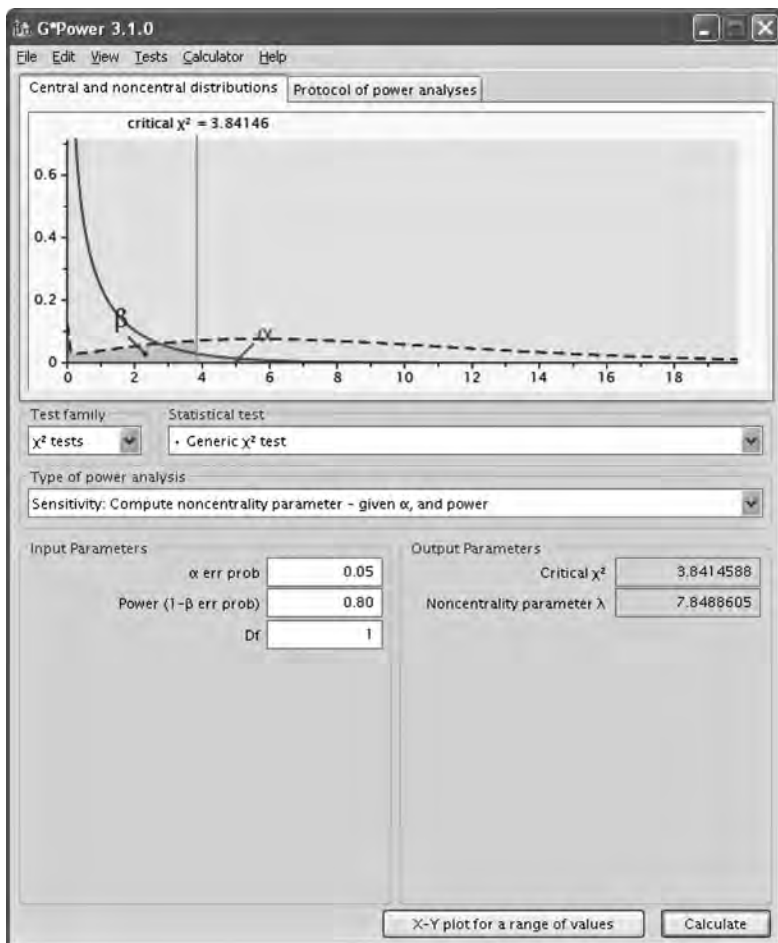 G*Power 3.1.0
File Edit View Tests Calculator Help
Central and noncentral distributions Protocol of power analyses
critical χ² = 3.84146
0.6
0.4
0.2
0
β
α
0 2 4 6 8 10 12 14 16 18
Test family Statistical test
χ² tests Generic χ² test
Type of power analysis
Sensitivity: Compute noncentrality parameter - given α, and power
Input Parameters
α err prob 0.05
Power (1-β err prob) 0.80
Df 1
Output Parameters
Critical χ² 3.8414588
Noncentrality parameter λ 7.8488605
X-Y plot for a range of values Calculate